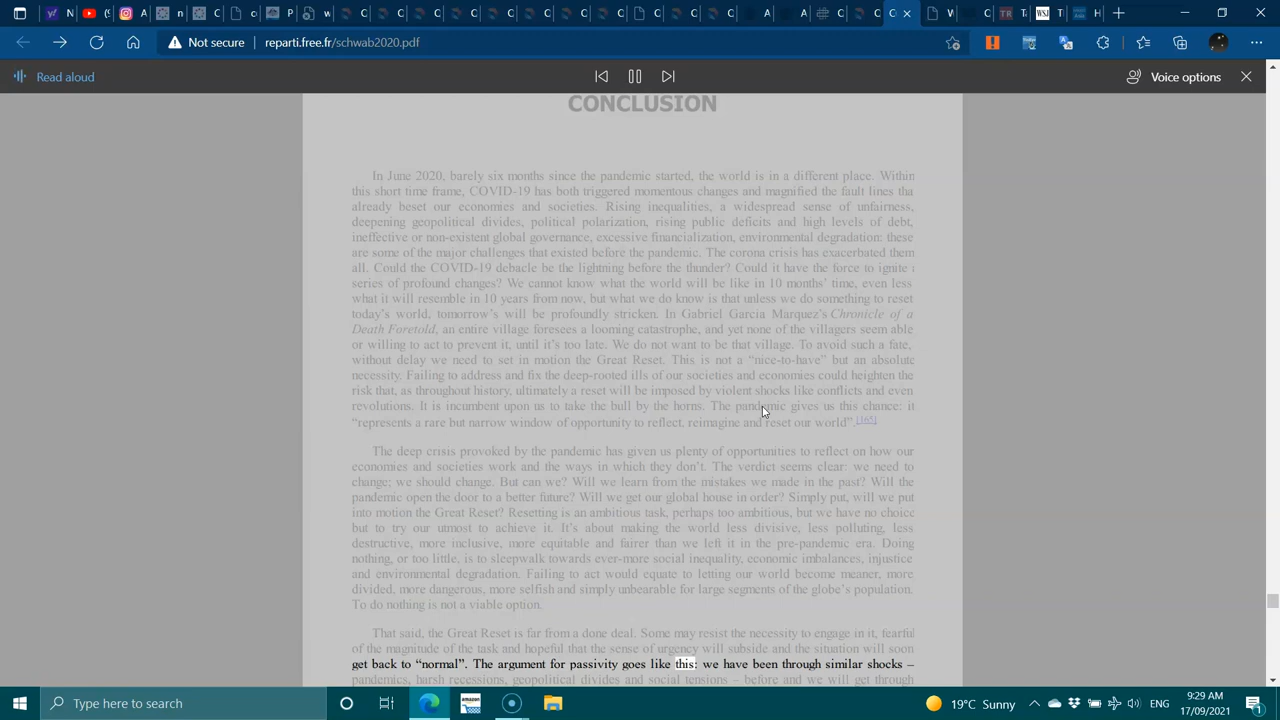 Not secure
reparti.free.fr/schwab2020.pdf
Read aloud
Voice options
CONCLUSION
In June 2020, barely six months since the pandemic started, the world is in a different place. Within
this short time frame, COVID-19 has both triggered momentous changes and magnified the fault lines tha
already beset our economies and societies. Rising inequalities, a widespread sense of unfairness,
deepening geopolitical divides, political polarization, rising public deficits and high levels of debt,
ineffective or non-existent global governance, excessive financialization, environmental degradation: these
are some of the major challenges that existed before the pandemic. The corona crisis has exacerbated them
all. Could the COVID-19 debacle be the lightning before the thunder? Could it have the force to ignite
series of profound changes? We cannot know what the world will be like in 10 months' time, even less
what it will resemble in 10 years from now, but what we do know is that unless we do something to reset
today's world, tomorrow's will be profoundly stricken. In Gabriel Garcia Marquez's Chronicle of a
Death Foretold, an entire village foresees a looming catastrophe, and yet none of the villagers seem able
or willing to act to prevent it, until it's too late. We do not want to be that village. To avoid such a fate,
without delay we need to set in motion the Great Reset. This is not a “nice-to-have” but an absolute
necessity. Failing to address and fix the deep-rooted ills of our societies and economies could heighten the
risk that, as throughout history, ultimately a reset will be imposed by violent shocks like conflicts and even
revolutions. It is incumbent upon us to take the bull by the horns. The pandemic gives us this chance: it
“represents a rare but narrow window of opportunity to reflect, reimagine and reset our world”.[165]
The deep crisis provoked by the pandemic has given us plenty of opportunities to reflect on how our
economies and societies work and the ways in which they don't. The verdict seems clear: we need to
change; we should change. But can we? Will we learn from the mistakes we made in the past? Will the
pandemic open the door to a better future? Will we get our global house in order? Simply put, will we put
into motion the Great Reset? Resetting is an ambitious task, perhaps too ambitious, but we have no choice
but to try our utmost to achieve it. It's about making the world less divisive, less polluting, less
destructive, more inclusive, more equitable and fairer than we left it in the pre-pandemic era. Doing
nothing, or too little, is to sleepwalk towards ever-more social inequality, economic imbalances, injustice
and environmental degradation. Failing to act would equate to letting our world become meaner, more
divided, more dangerous, more selfish and simply unbearable for large segments of the globe's population.
To do nothing is not a viable option.
That said, the Great Reset is far from a done deal. Some may resist the necessity to engage in it, fearful
of the magnitude of the task and hopeful that the sense of urgency will subside and the situation will soon
get back to “normal”. The argument for passivity goes like this: we have been through similar shocks –
pandemics, harsh recessions, geopolitical divides and social tensions – before and we will get through
Type here to search
amazon
19°C Sunny
ENG
9:29 AM
17/09/2021